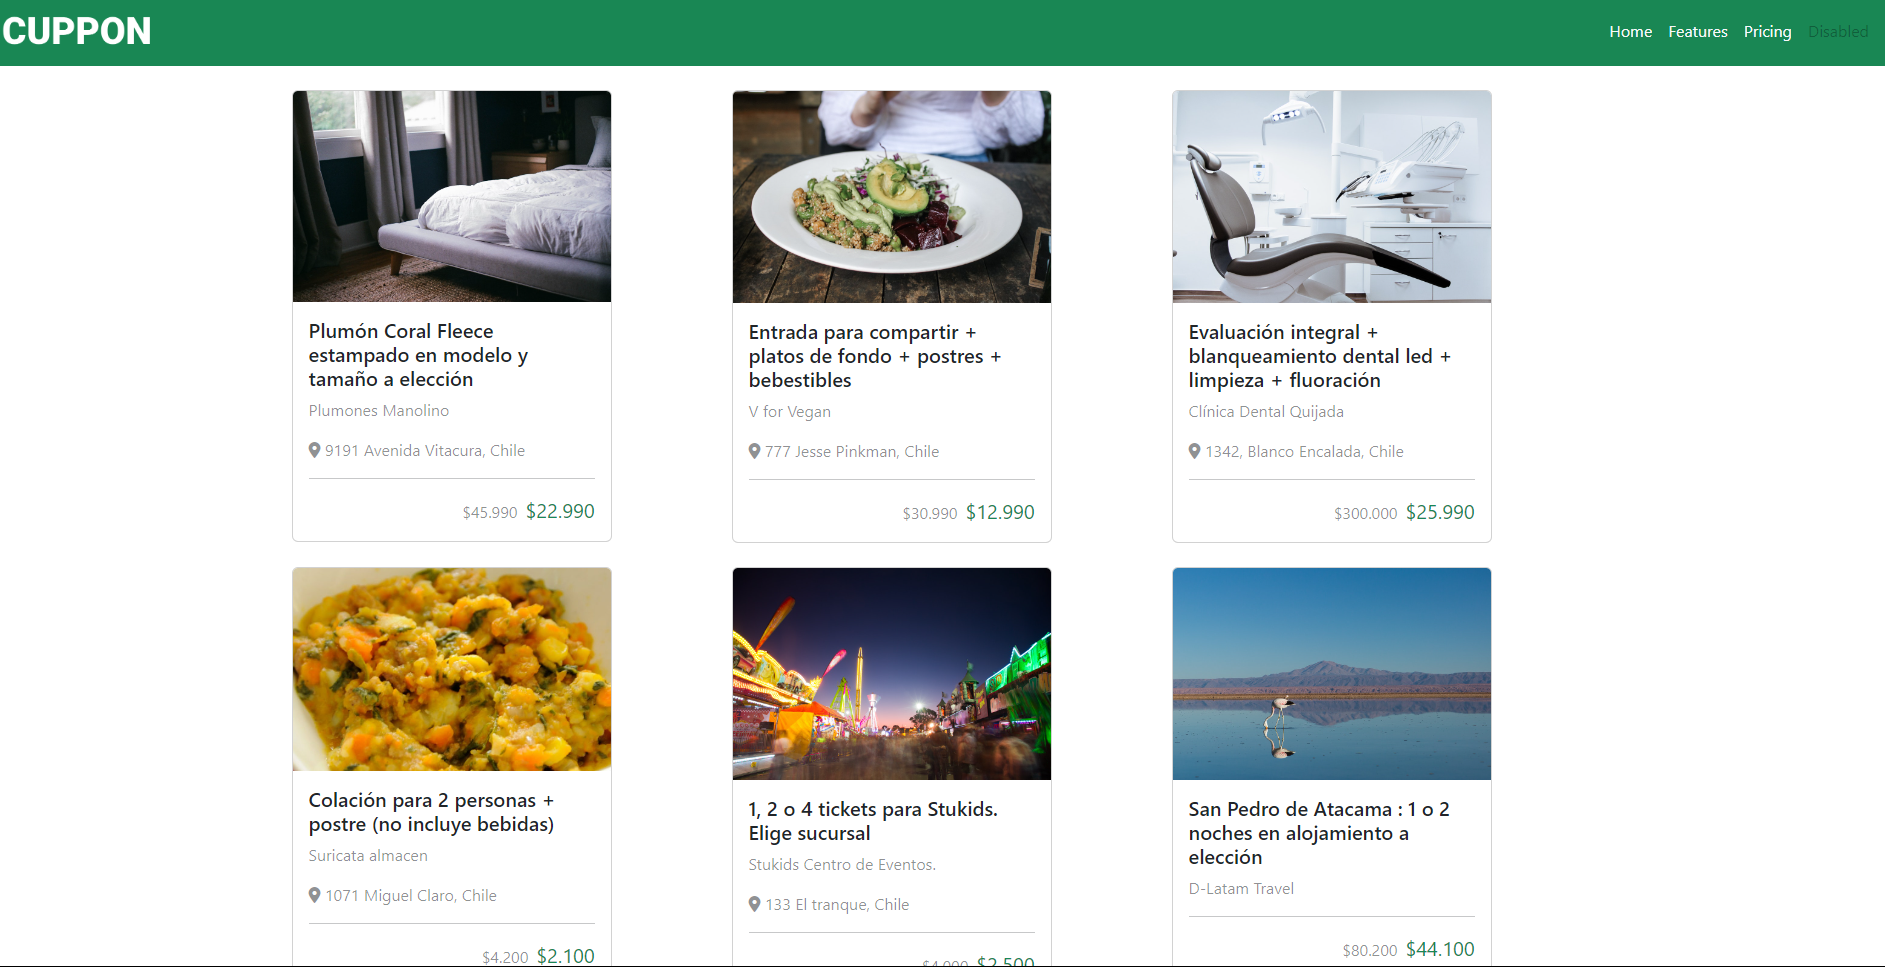 CUPPON
Home Features Pricing Disabled
Plumón Coral Fleece
estampado en modelo y
tamaño a elección
Plumones Manolino
9191 Avenida Vitacura, Chile
$45.990 $22.990
Entrada para compartir +
platos de fondo + postres +
bebestibles
V for Vegan
777 Jesse Pinkman, Chile
$30.990 $12.990
Evaluación integral +
blanqueamiento dental led +
limpieza + fluoración
Clínica Dental Quijada
1342, Blanco Encalada, Chile
$300.000 $25.990
Colación para 2 personas +
postre (no incluye bebidas)
Suricata almacen
1071 Miguel Claro, Chile
$4.200 $2.100
1, 2 o 4 tickets para Stukids.
Elige sucursal
Stukids Centro de Eventos.
133 El tranque, Chile
$4.000 $2.500
San Pedro de Atacama : 1 o 2
noches en alojamiento a
elección
D-Latam Travel
$80.200 $44.100